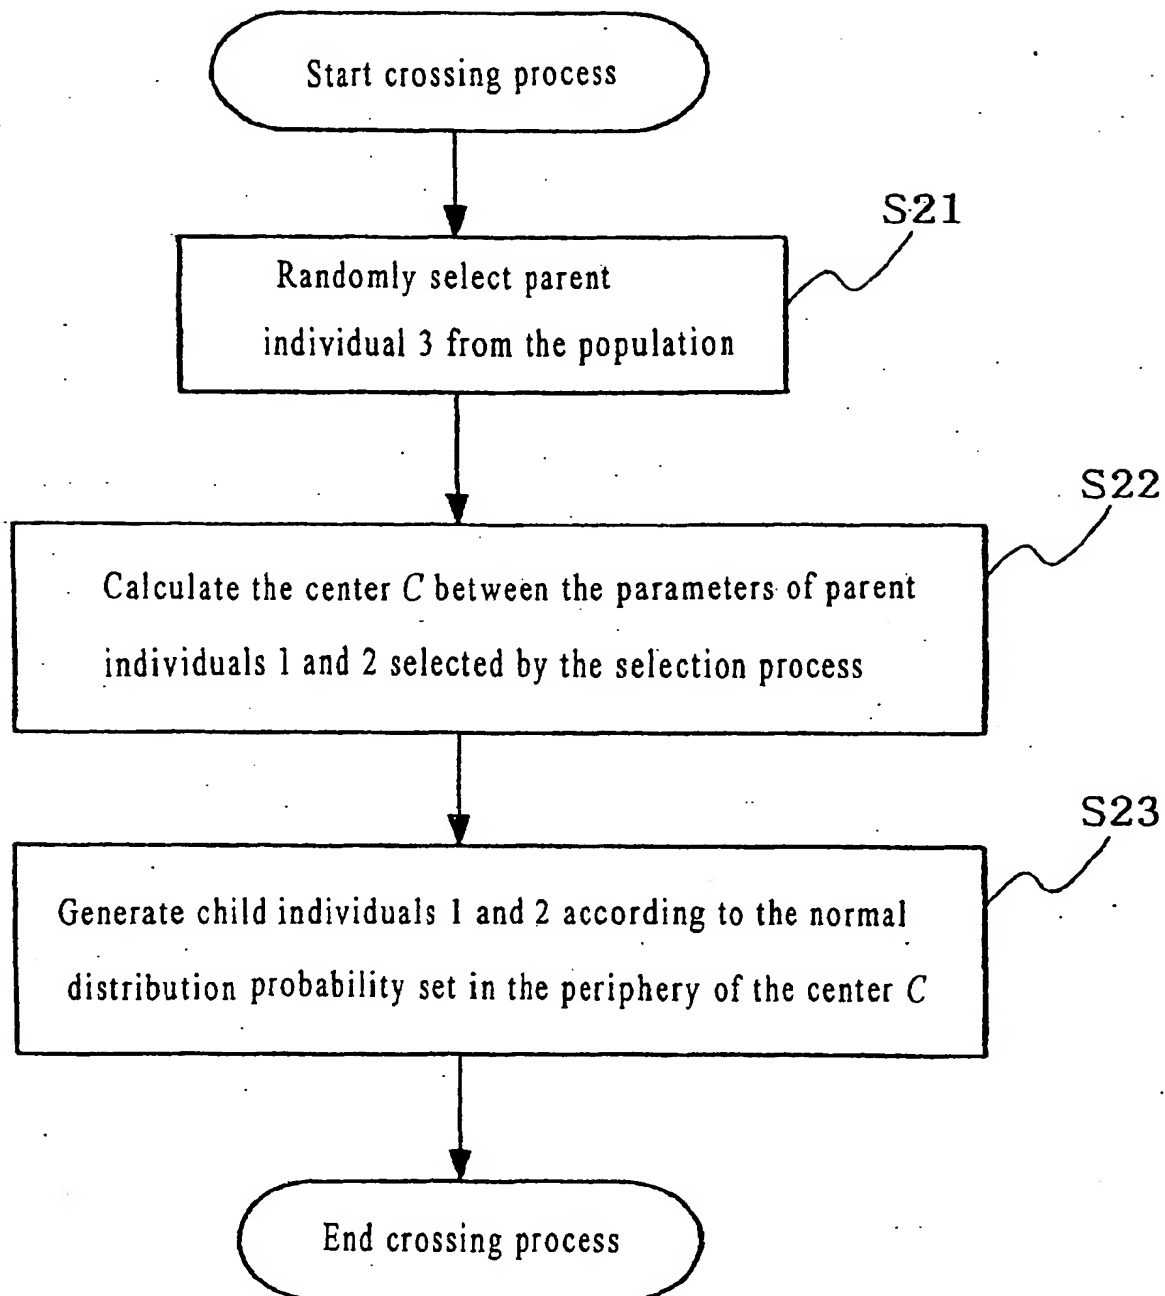 Start crossing process
S21
Randomly select parent
individual 3 from the population
S22
Calculate the center C between the parameters of parent
individuals 1 and 2 selected by the selection process
S23
Generate child individuals 1 and 2 according to the normal
distribution probability set in the periphery of the center C
End crossing process